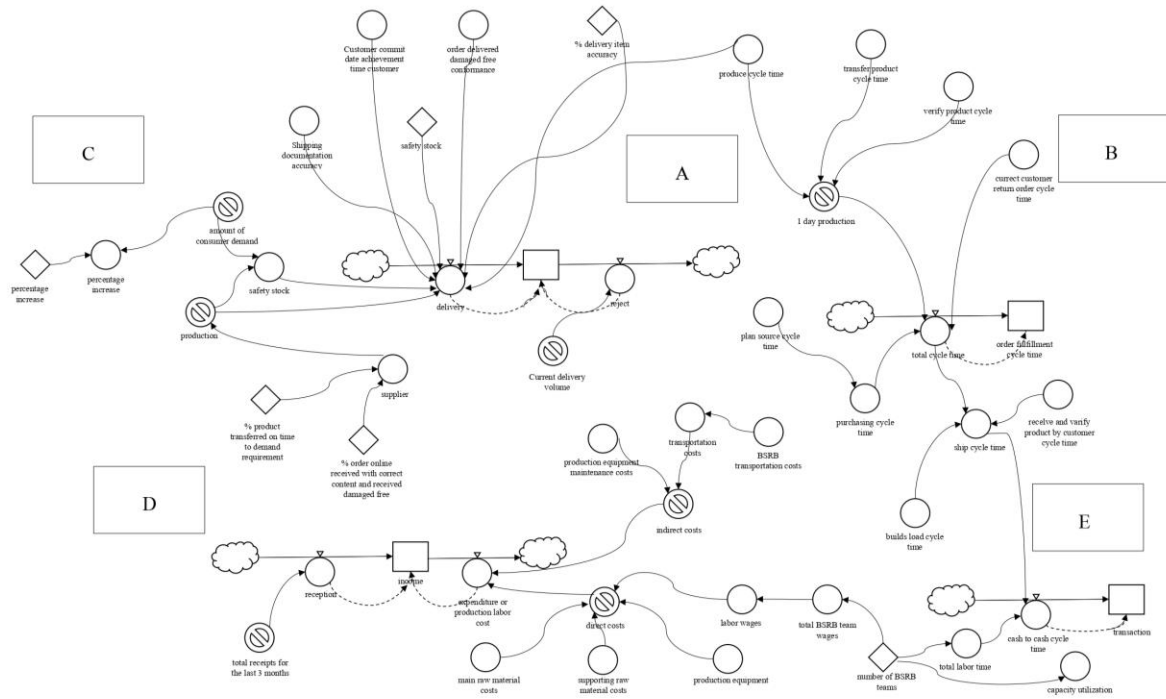 Customer commit
date achievement
time customer
order delivered
damaged free
conformance
% delivery item
accuracy
produce cycle time
transfer product
cycle time
verify product cycle
time
Shipping
documentation
accuracy
safety stock
C
A
B
currect customer
return order cycle
time
1 day production
amount of
consumer demand
percentage
increase
percentage
increase
safety stock
production
delivery
reject
Current delivery
volume
supplier
% product
transferred on time
to demand
requirement
% order online
received with correct
content and received
damaged free
plan source cycle
time
total cycle time
order fulfillment
cycle time
purchasing cycle
time
ship cycle time
receive and varify
product by customer
cycle time
builds load cycle
time
production equipment
maintenance costs
transportation
costs
BSRB
transportation costs
indirect costs
D
E
reception
income
expenditure or
production labor
cost
total receipts for
the last 3 months
direct costs
main raw material
costs
supporting raw
material costs
production equipment
labor wages
total BSRB team
wages
number of BSRB
teams
total labor time
cash to cash cycle
time
transaction
capacity utilization